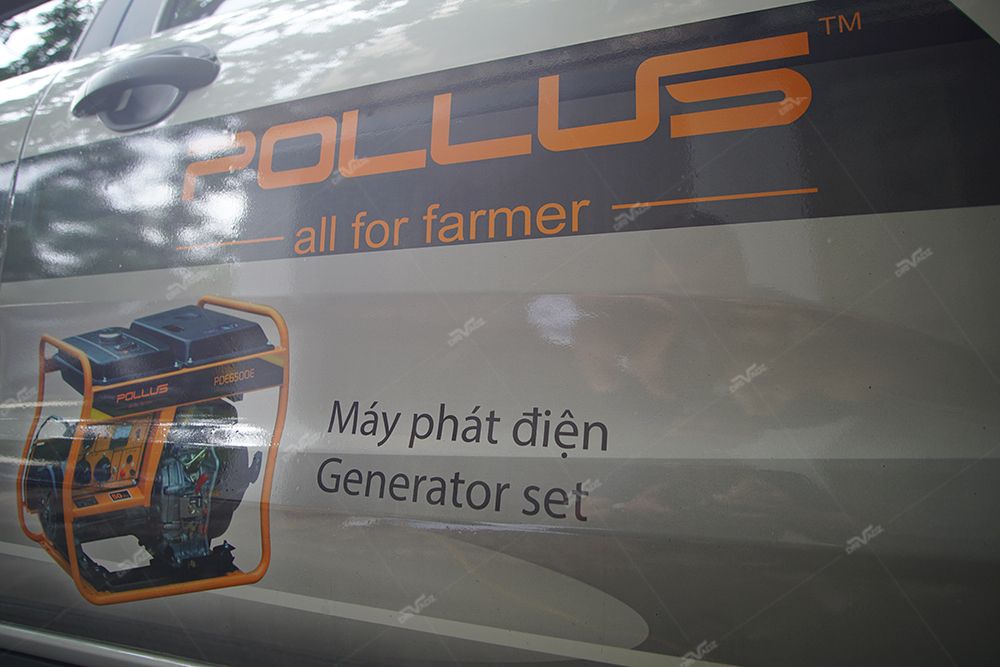 POLLUS™
all for farmer
POLLUS
PDE6500E
Máy phát điện
Generator set